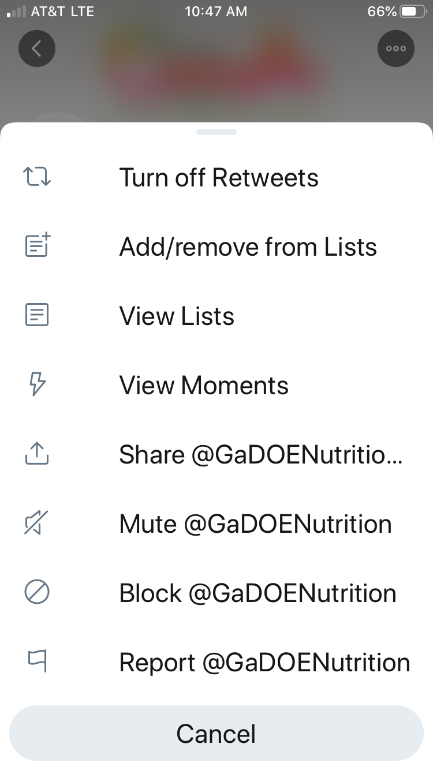 AT&T LTE 10:47 AM 66%
Turn off Retweets
Add/remove from Lists
View Lists
View Moments
Share @GaDOENutritio...
Mute @GaDOENutrition
Block @GaDOENutrition
Report @GaDOENutrition
Cancel